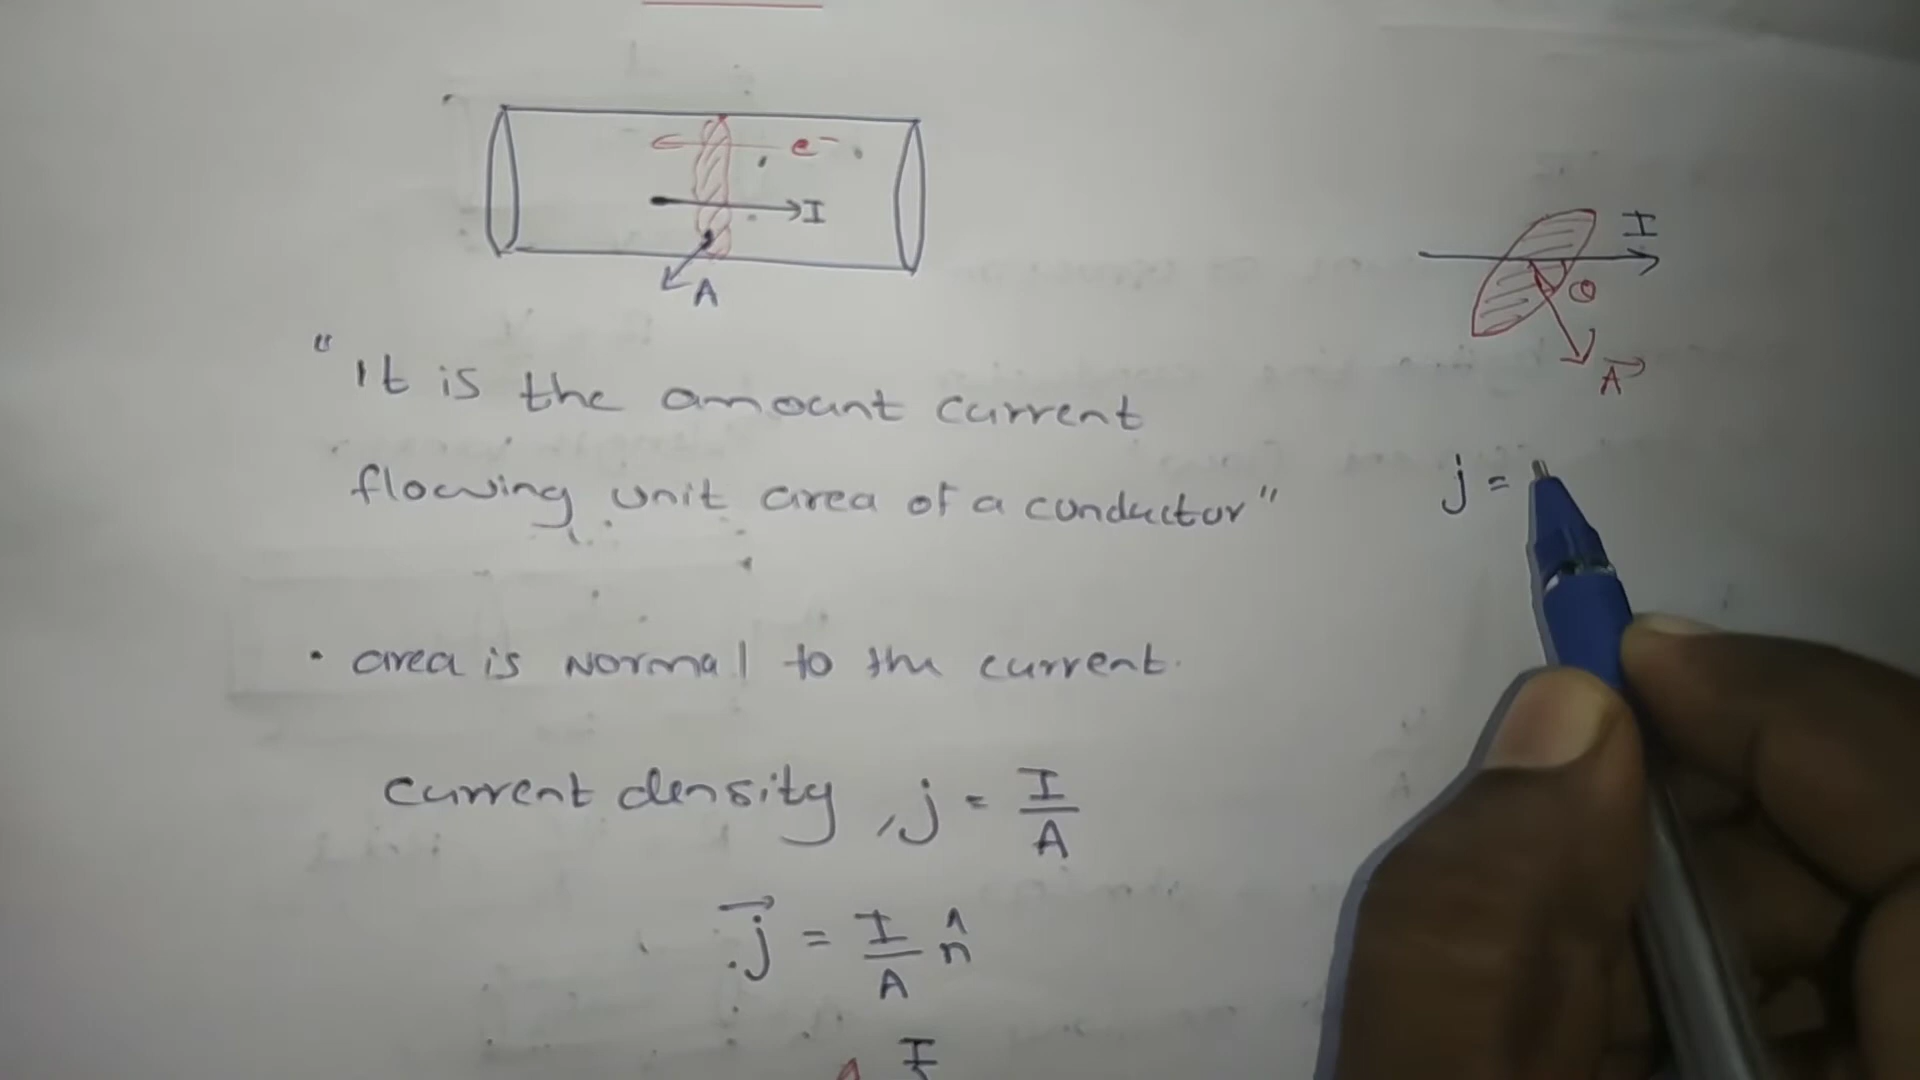 e⁻
I
A
I
Θ
A⃗
"It is the amount current
flowing unit area of a conductor"
j =
• area is Normal to the current.
current density, j = I/A
j⃗ = I/A n̂
I